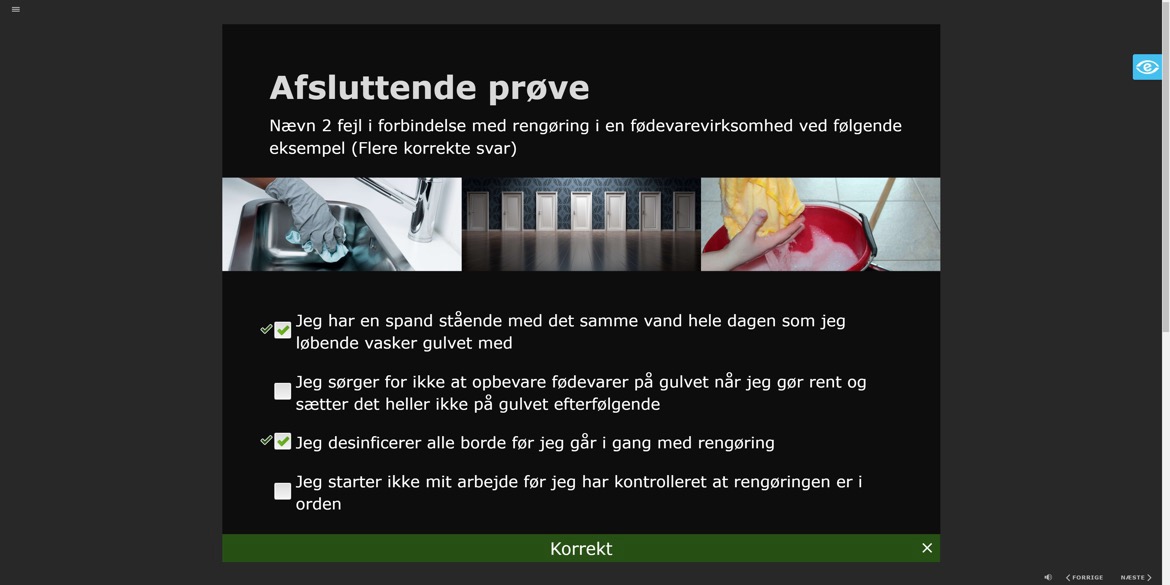 Afsluttende prøve
Nævn 2 fejl i forbindelse med rengøring i en fødevarevirksomhed ved følgende
eksempel (Flere korrekte svar)
Jeg har en spand stående med det samme vand hele dagen som jeg
løbende vasker gulvet med
Jeg sørger for ikke at opbevare fødevarer på gulvet når jeg gør rent og
sætter det heller ikke på gulvet efterfølgende
Jeg desinficerer alle borde før jeg går i gang med rengøring
Jeg starter ikke mit arbejde før jeg har kontrolleret at rengøringen er i
orden
Korrekt
FORRIGE
NÆSTE